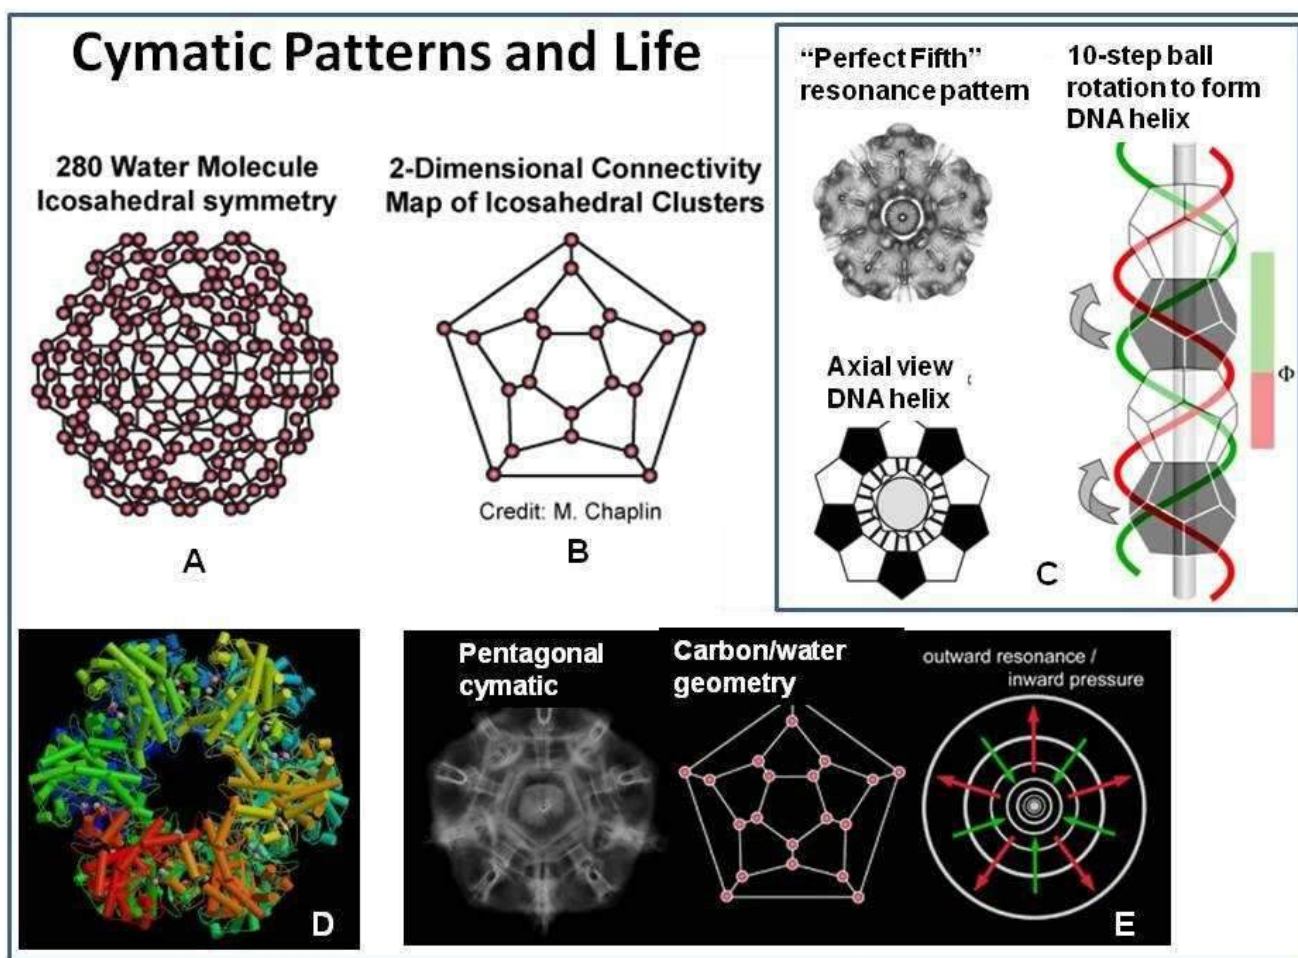 Cymatic Patterns and Life
280 Water Molecule
Icosahedral symmetry
A
2-Dimensional Connectivity
Map of Icosahedral Clusters
Credit: M. Chaplin
B
“Perfect Fifth”
resonance pattern
Axial view
DNA helix
10-step ball
rotation to form
DNA helix
Φ
C
D
Pentagonal
cymatic
Carbon/water
geometry
outward resonance /
inward pressure
E